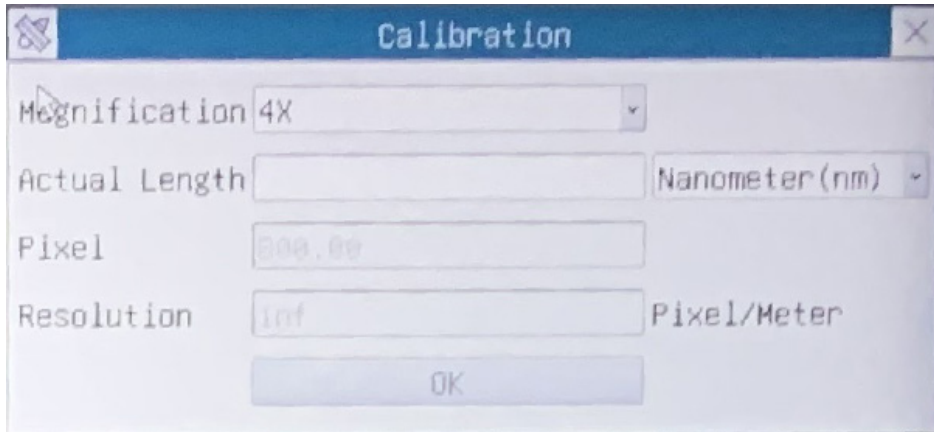 Calibration
Magnification 4X
Actual Length Nanometer(nm)
Pixel 800.00
Resolution inf Pixel/Meter
OK